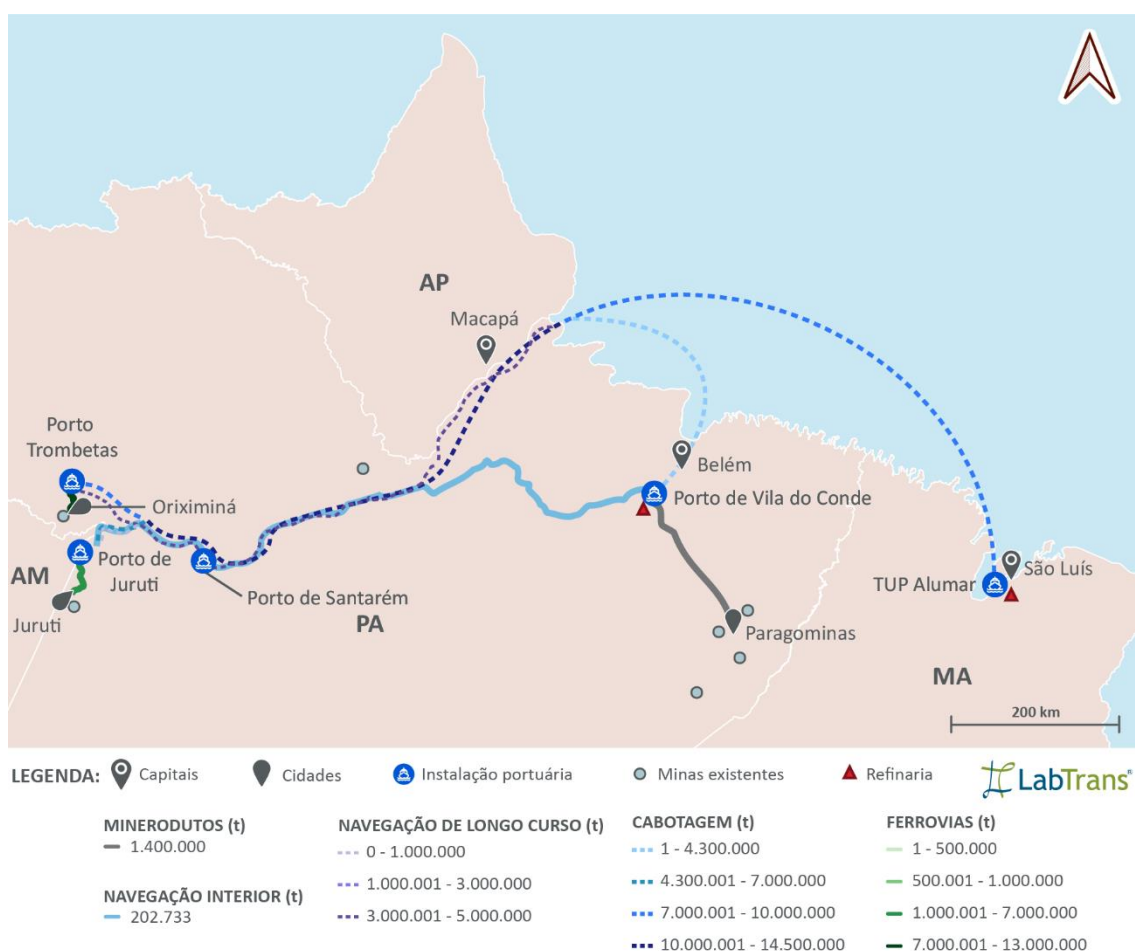 AP
Macapá
Porto
Trombetas
Oriximiná
Belém
Porto de Vila do Conde
Porto de
Juruti
AM
Juruti
Porto de Santarém
PA
Paragominas
TUP Alumar
São Luís
MA
200 km
LEGENDA:
Capitais
Cidades
Instalação portuária
Minas existentes
Refinaria
LabTrans
MINERODUTOS (t)
1.400.000
NAVEGAÇÃO INTERIOR (t)
202.733
NAVEGAÇÃO DE LONGO CURSO (t)
0 - 1.000.000
1.000.001 - 3.000.000
3.000.001 - 5.000.000
CABOTAGEM (t)
1 - 4.300.000
4.300.001 - 7.000.000
7.000.001 - 10.000.000
10.000.001 - 14.500.000
FERROVIAS (t)
1 - 500.000
500.001 - 1.000.000
1.000.001 - 7.000.000
7.000.001 - 13.000.000